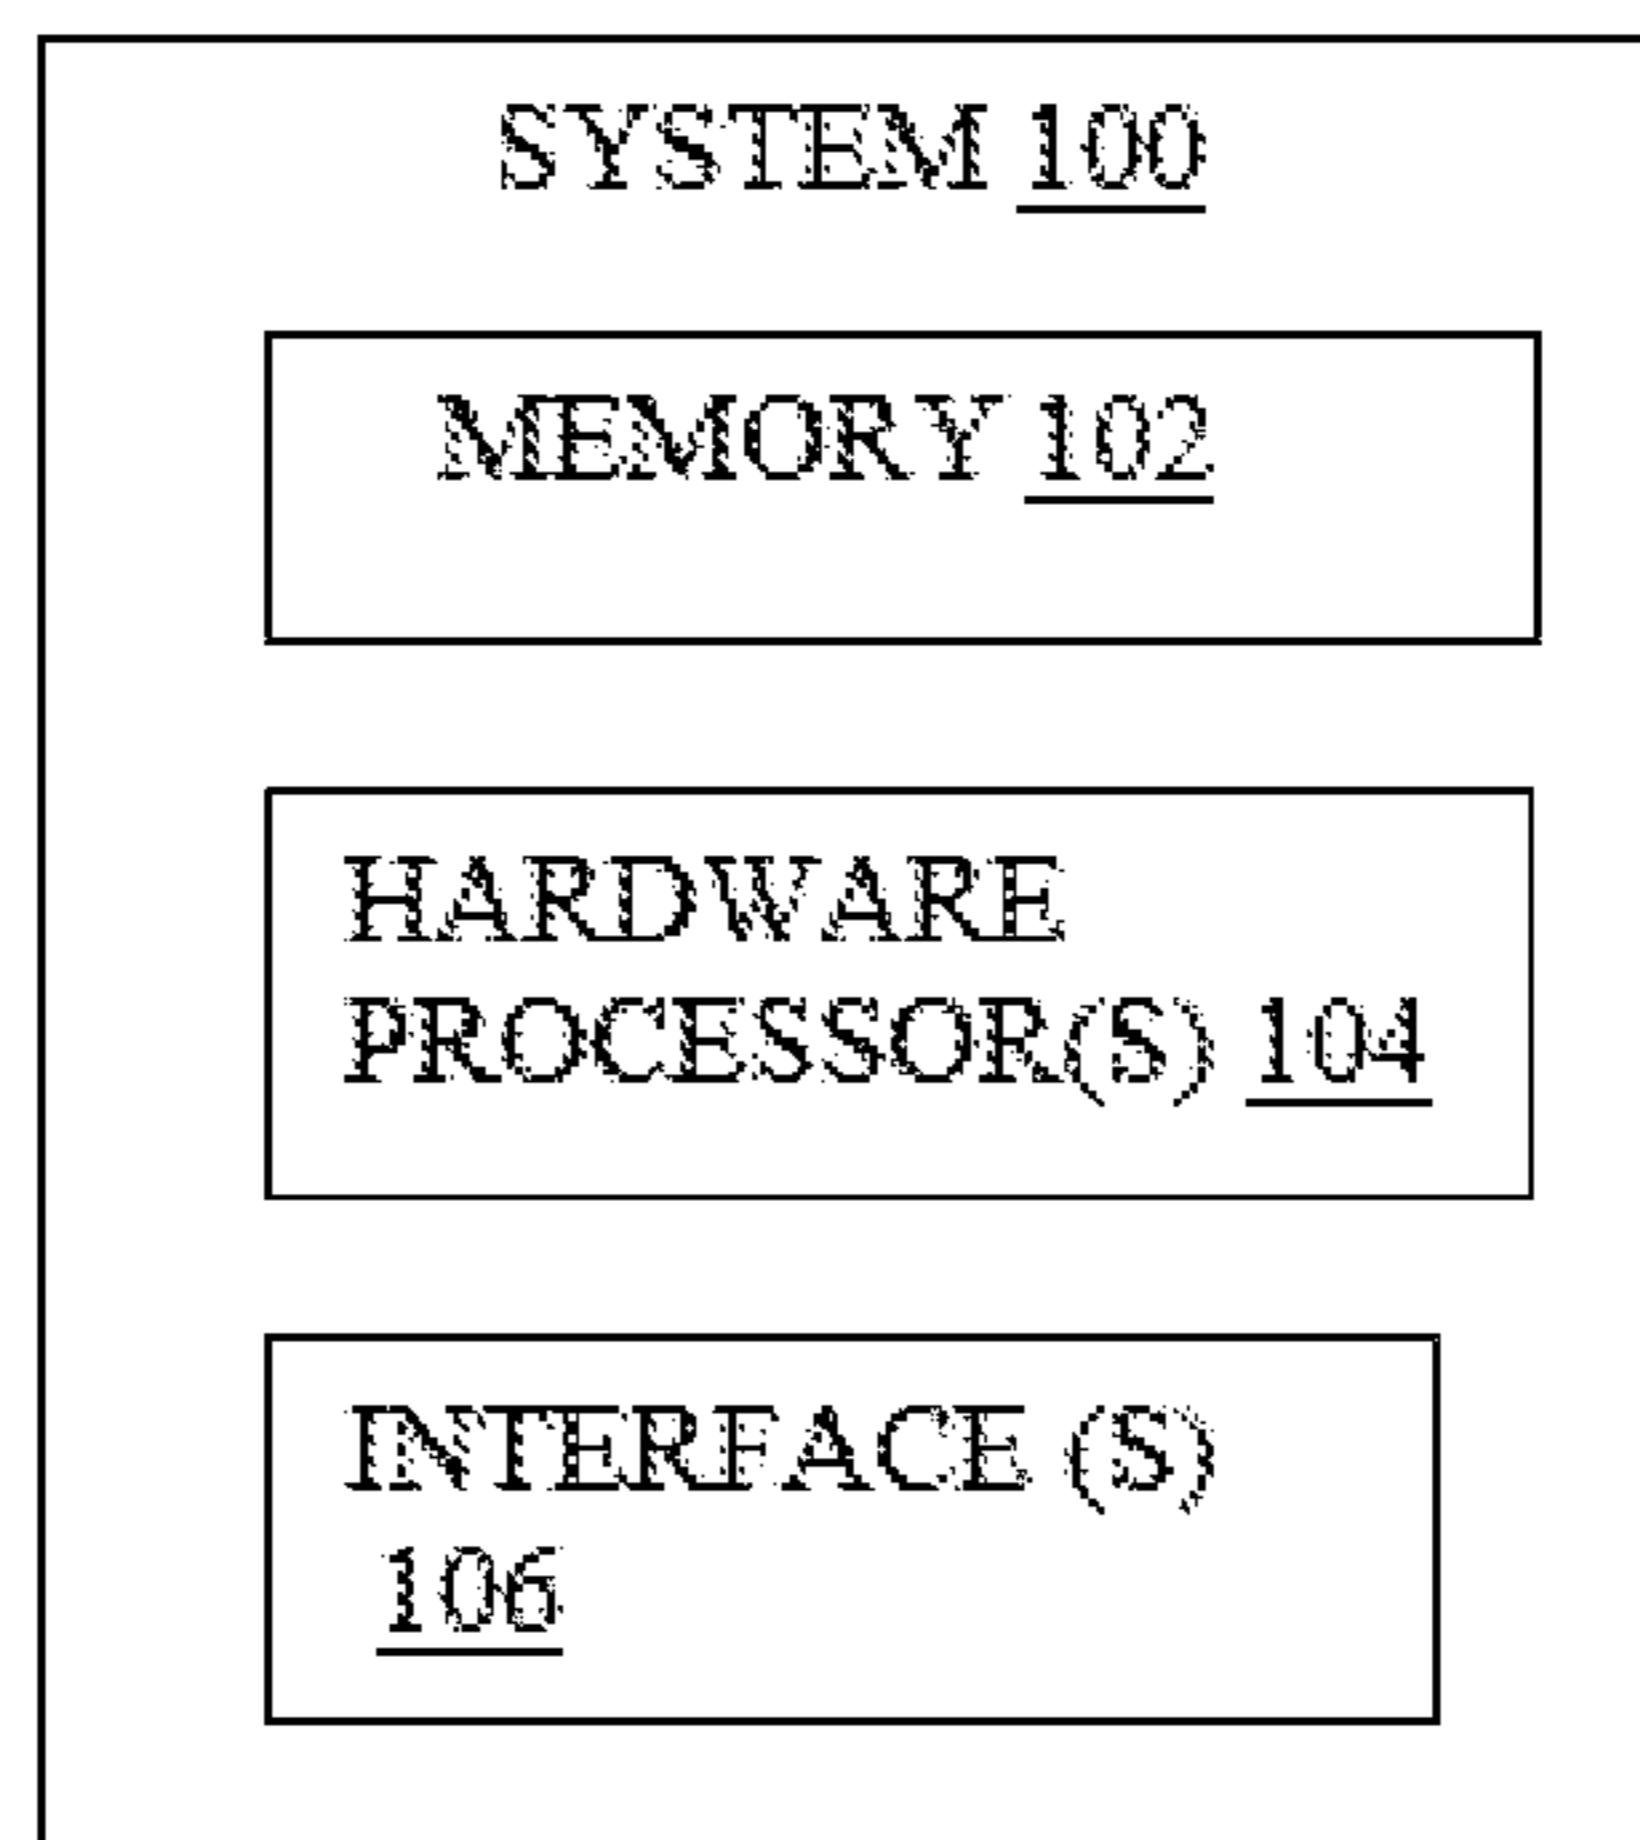 SYSTEM 100
MEMORY 102
HARDWARE
PROCESSOR(S) 104
INTERFACE (S)
106